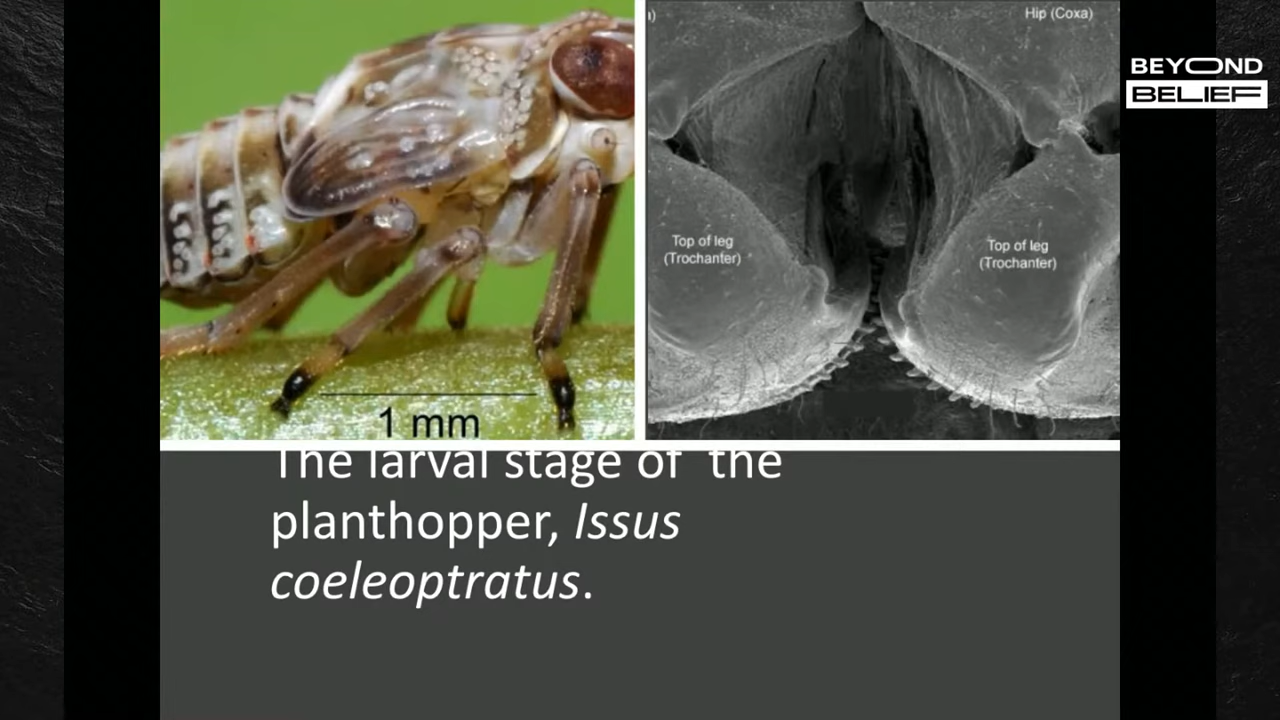 Hip (Coxa)
BEYOND
BELIEF
Top of leg
(Trochanter)
Top of leg
(Trochanter)
1 mm
The larval stage of the
planthopper, Issus
coeleoptratus.